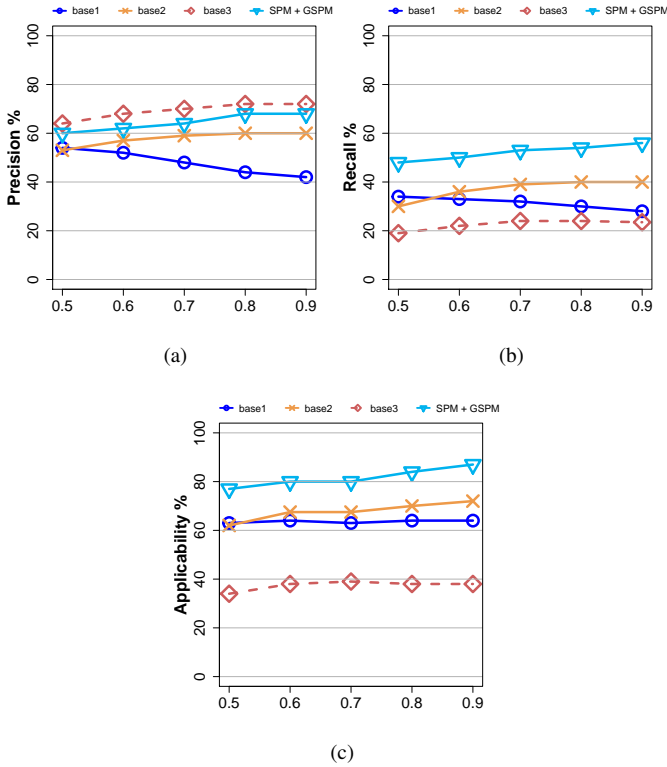 base1 base2 base3 SPM + GSPM
Precision %
100
80
60
40
20
0
0.5 0.6 0.7 0.8 0.9
(a)
base1 base2 base3 SPM + GSPM
Recall %
100
80
60
40
20
0
0.5 0.6 0.7 0.8 0.9
(b)
base1 base2 base3 SPM + GSPM
Applicability %
100
80
60
40
20
0
0.5 0.6 0.7 0.8 0.9
(c)